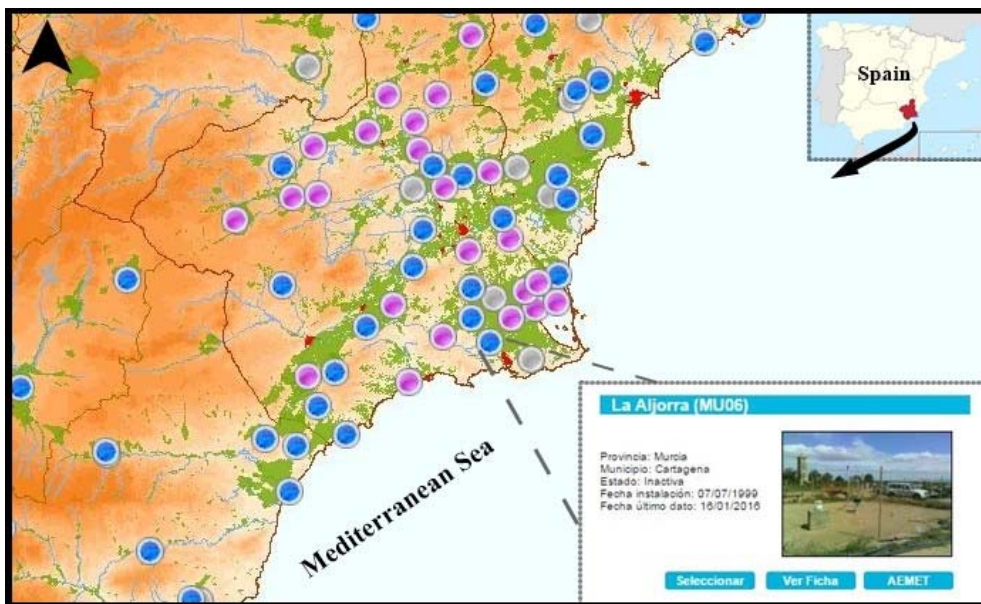 Spain
Mediterranean Sea
La Aljorra (MU06)
Provincia: Murcia
Municipio: Cartagena
Estado: Inactiva
Fecha instalación: 07/07/1999
Fecha último dato: 16/01/2016
Seleccionar
Ver Ficha
AEMET